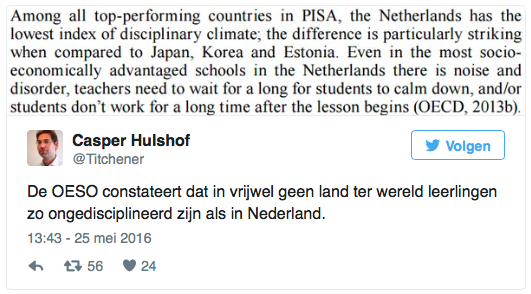 Among all top-performing countries in PISA, the Netherlands has the
lowest index of disciplinary climate; the difference is particularly striking
when compared to Japan, Korea and Estonia. Even in the most socio-
economically advantaged schools in the Netherlands there is noise and
disorder, teachers need to wait for a long for students to calm down, and/or
students don’t work for a long time after the lesson begins (OECD, 2013b).
Casper Hulshof
@Titchener
Volgen
De OESO constateert dat in vrijwel geen land ter wereld leerlingen
zo ongedisciplineerd zijn als in Nederland.
13:43 - 25 mei 2016
56 24